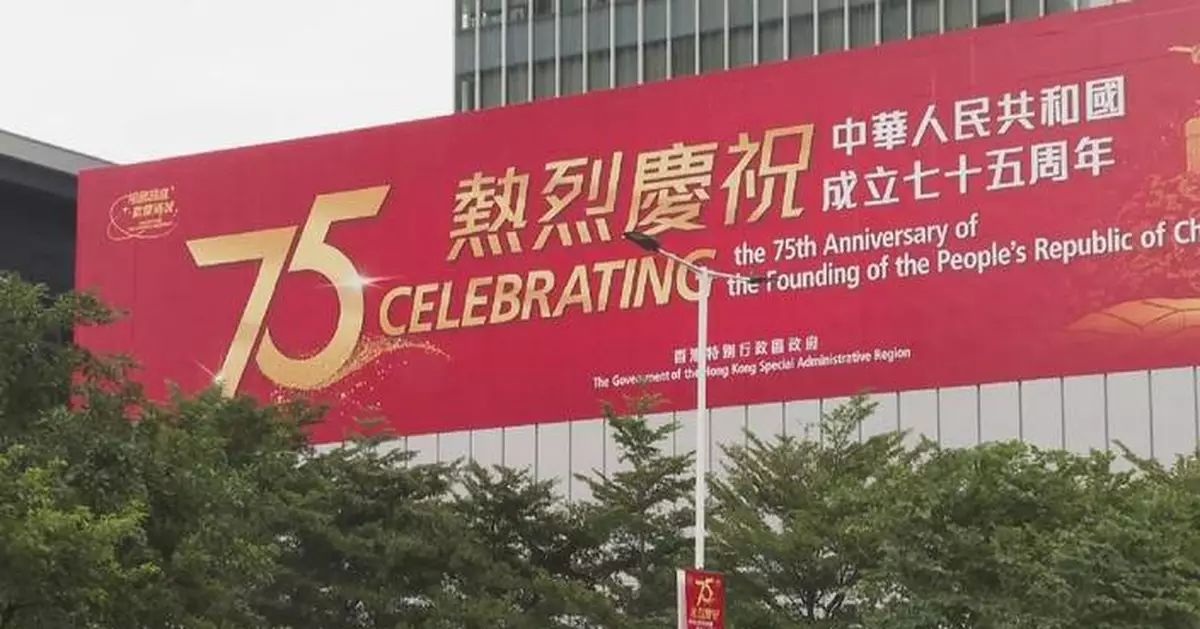 75
熱烈慶祝
中華人民共和國
成立七十五周年
CELEBRATING
the 75th Anniversary of
the Founding of the People's Republic of Ch
香港特別行政區政府
The Government of the Hong Kong Special Administrative Region
75